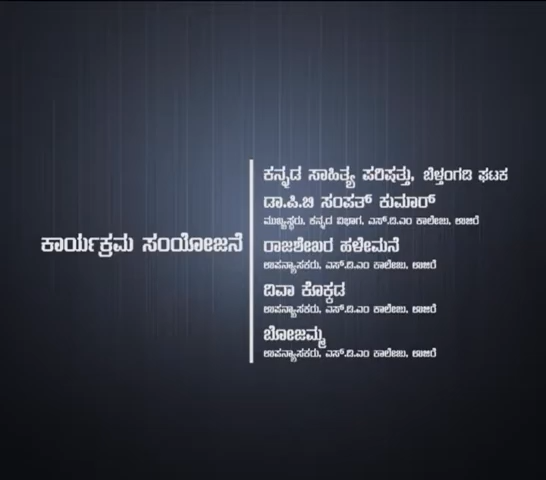 ಕಾರ್ಯಕ್ರಮ ಸಂಯೋಜನೆ
ಕನ್ನಡ ಸಾಹಿತ್ಯ ಪರಿಷತ್ತು, ಬೆಳ್ತಂಗಡಿ ಘಟಕ
ಡಾ.ಪಿ.ಬಿ ಸಂಪತ್ ಕುಮಾರ್
ಮುಖ್ಯಸ್ಥರು, ಕನ್ನಡ ವಿಭಾಗ, ಎಸ್.ಡಿ.ಎಂ ಕಾಲೇಜು, ಉಜಿರೆ
ರಾಜಶೇಖರ ಹಳೇಮನೆ
ಉಪನ್ಯಾಸಕರು, ಎಸ್.ಡಿ.ಎಂ ಕಾಲೇಜು, ಉಜಿರೆ
ದಿವಾ ಕೊಕ್ಕಡ
ಉಪನ್ಯಾಸಕರು, ಎಸ್.ಡಿ.ಎಂ ಕಾಲೇಜು, ಉಜಿರೆ
ಬೋಜಮ್ಮ
ಉಪನ್ಯಾಸಕರು, ಎಸ್.ಡಿ.ಎಂ ಕಾಲೇಜು, ಉಜಿರೆ